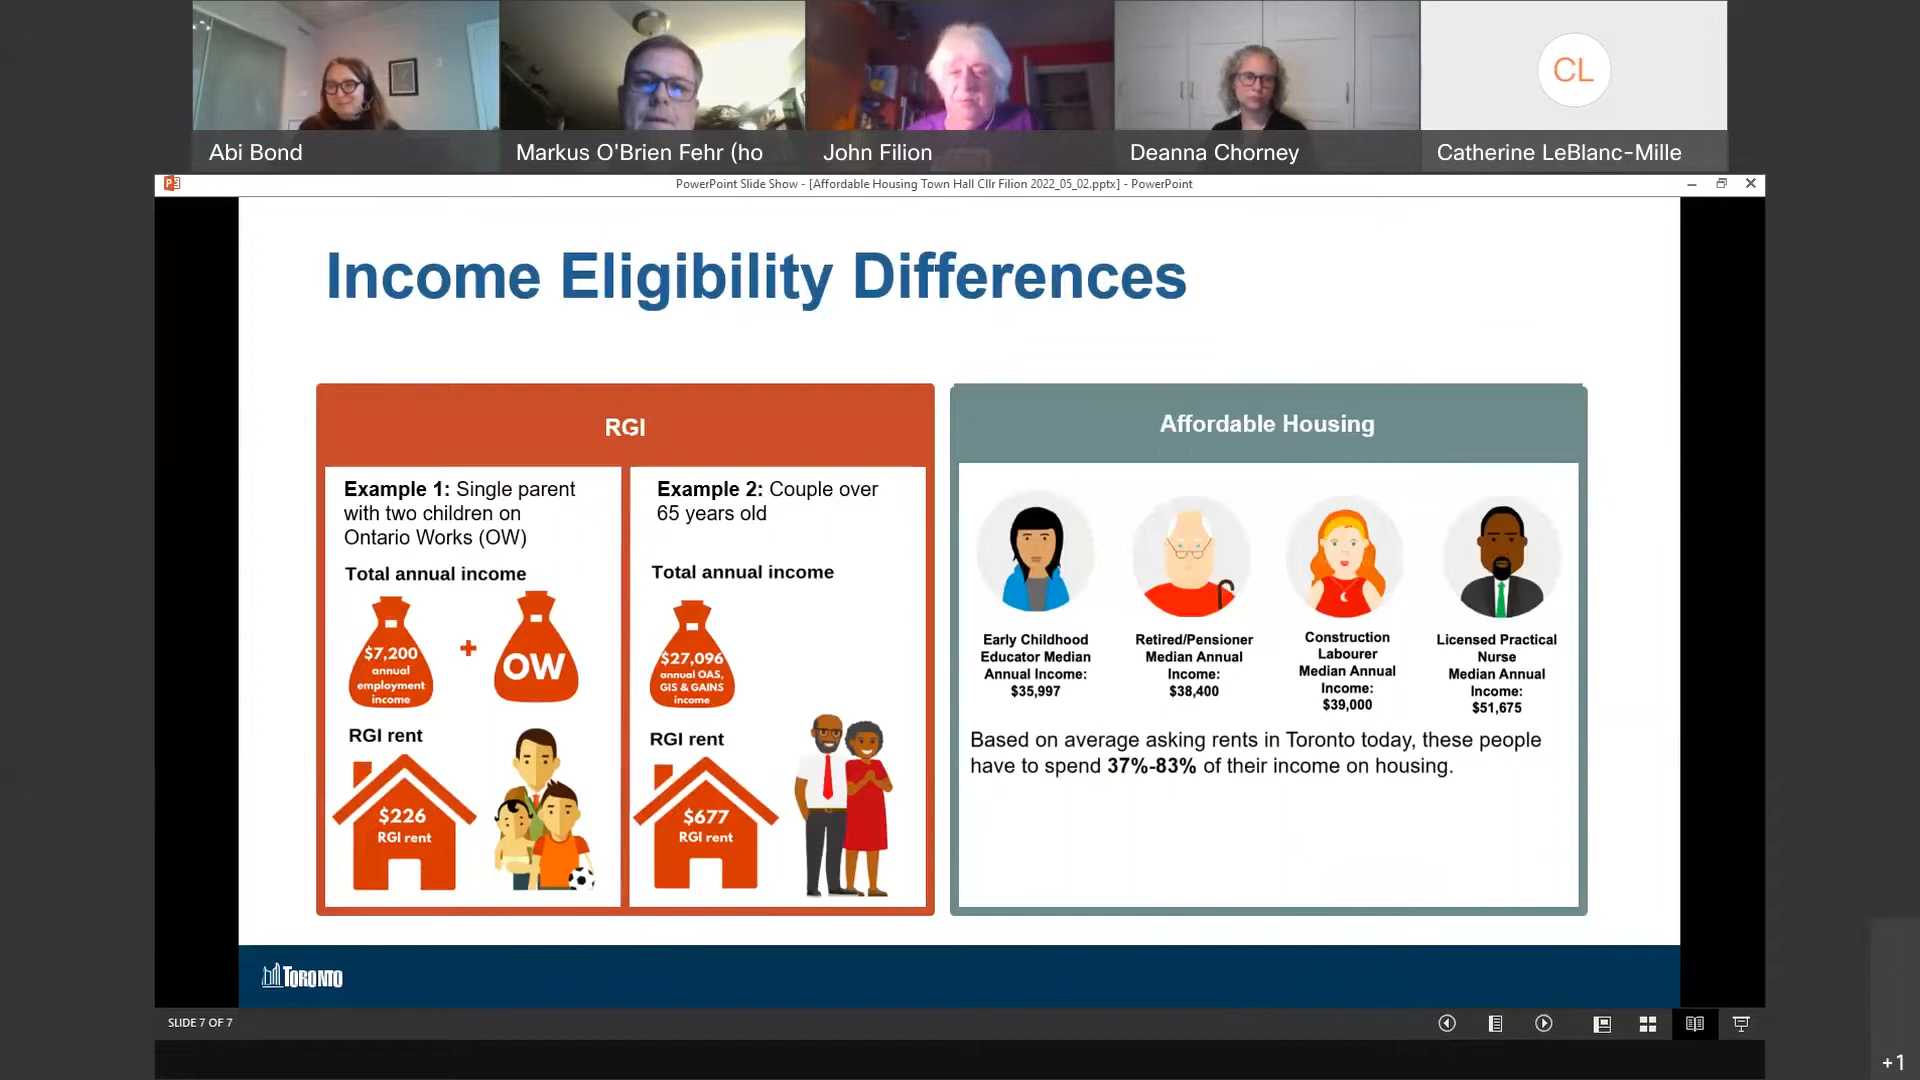 CL
Abi Bond
Markus O'Brien Fehr (ho
John Filion
Deanna Chorney
Catherine LeBlanc-Mille
PowerPoint Slide Show - [Affordable Housing Town Hall Cllr Filion 2022_05_02.pptx] - PowerPoint
Income Eligibility Differences
RGI
Example 1: Single parent
with two children on
Ontario Works (OW)
Total annual income
$7,200
annual
employment
income
+
OW
RGI rent
$226
RGI rent
Example 2: Couple over
65 years old
Total annual income
$27,096
annual OAS,
GIS & GAINS
income
RGI rent
$677
RGI rent
Affordable Housing
Early Childhood
Educator Median
Annual Income:
$35,997
Retired/Pensioner
Median Annual
Income:
$38,400
Construction
Labourer
Median Annual
Income:
$39,000
Licensed Practical
Nurse
Median Annual
Income:
$51,675
Based on average asking rents in Toronto today, these people
have to spend 37%-83% of their income on housing.
TORONTO
SLIDE 7 OF 7
+1